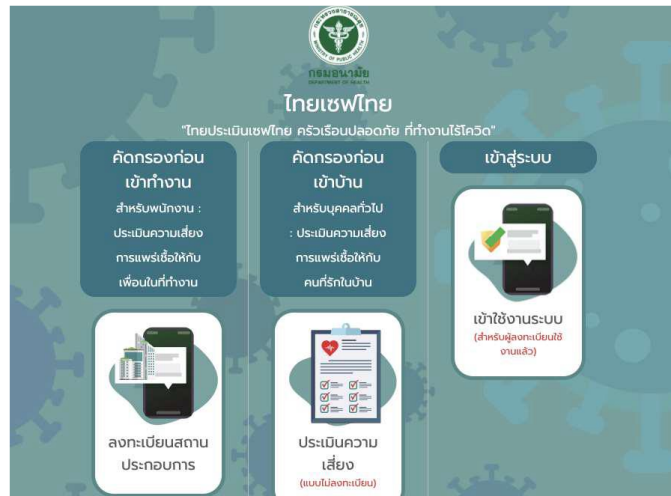 กรมอนามัย
DEPARTMENT OF HEALTH
ไทยเซฟไทย
"ไทยประเมินเซฟไทย ครัวเรือนปลอดภัย ที่ทำงานไร้โควิด"
คัดกรองก่อน
เข้าทำงาน
สำหรับพนักงาน :
ประเมินความเสี่ยง
การแพร่เชื้อให้กับ
เพื่อนในที่ทำงาน
ลงทะเบียนสถาน
ประกอบการ
คัดกรองก่อน
เข้าบ้าน
สำหรับบุคคลทั่วไป
: ประเมินความเสี่ยง
การแพร่เชื้อให้กับ
คนที่รักในบ้าน
ประเมินความ
เสี่ยง
(แบบไม่ลงทะเบียน)
เข้าสู่ระบบ
เข้าใช้งานระบบ
(สำหรับผู้ลงทะเบียนใช้
งานแล้ว)